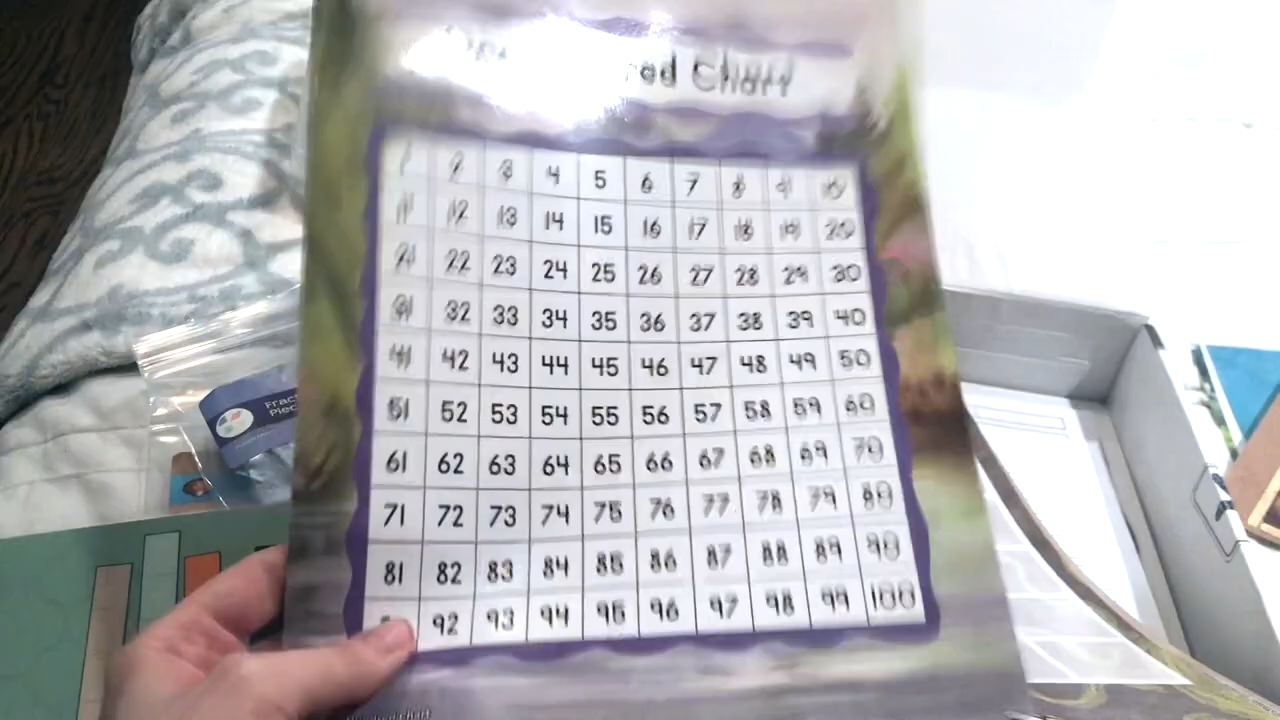 Chart
1 2 3 4 5 6 7 8 9 10
11 12 13 14 15 16 17 18 19 20
21 22 23 24 25 26 27 28 29 30
31 32 33 34 35 36 37 38 39 40
41 42 43 44 45 46 47 48 49 50
51 52 53 54 55 56 57 58 59 60
61 62 63 64 65 66 67 68 69 70
71 72 73 74 75 76 77 78 79 80
81 82 83 84 85 86 87 88 89 90
92 93 94 95 96 97 98 99 100